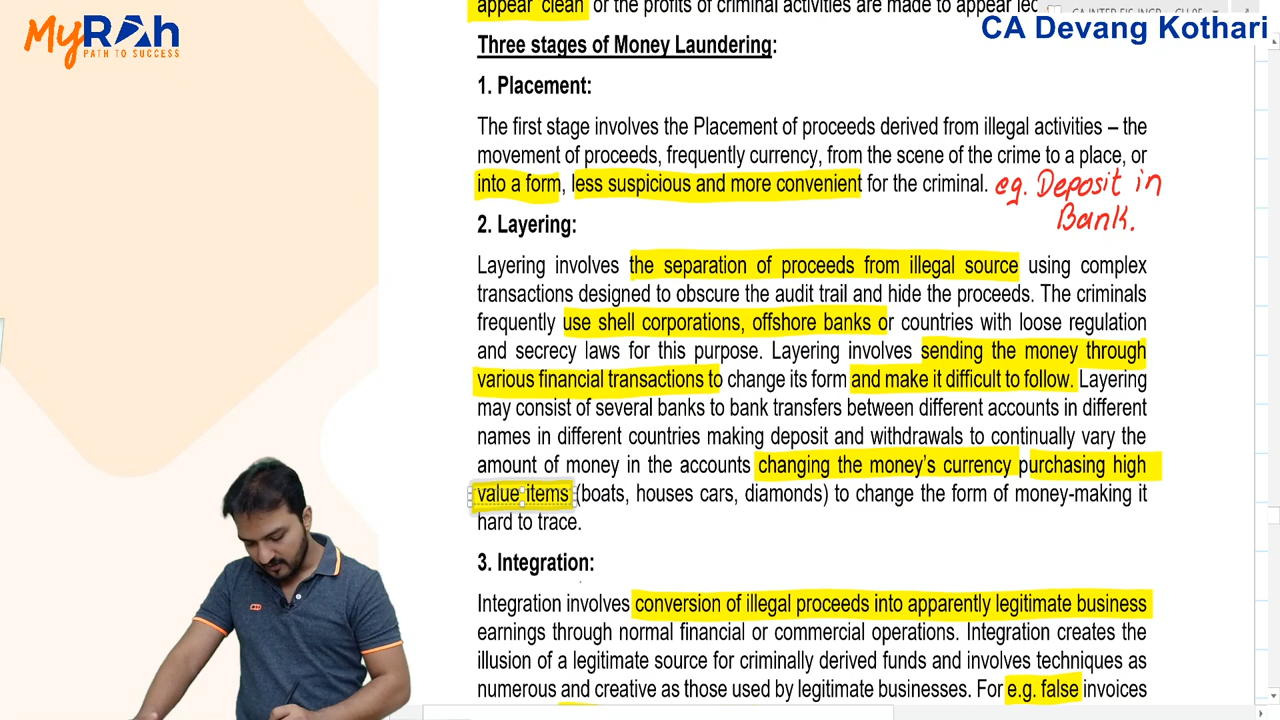 MyRAh
PATH TO SUCCESS
CA Devang Kothari
appear clean or the profits of criminal activities are made to appear
Three stages of Money Laundering:
1. Placement:
The first stage involves the Placement of proceeds derived from illegal activities – the
movement of proceeds, frequently currency, from the scene of the crime to a place, or
into a form, less suspicious and more convenient for the criminal. eg. Deposit in
Bank.
2. Layering:
Layering involves the separation of proceeds from illegal source using complex
transactions designed to obscure the audit trail and hide the proceeds. The criminals
frequently use shell corporations, offshore banks or countries with loose regulation
and secrecy laws for this purpose. Layering involves sending the money through
various financial transactions to change its form and make it difficult to follow. Layering
may consist of several banks to bank transfers between different accounts in different
names in different countries making deposit and withdrawals to continually vary the
amount of money in the accounts changing the money's currency purchasing high
value items (boats, houses cars, diamonds) to change the form of money-making it
hard to trace.
3. Integration:
Integration involves conversion of illegal proceeds into apparently legitimate business
earnings through normal financial or commercial operations. Integration creates the
illusion of a legitimate source for criminally derived funds and involves techniques as
numerous and creative as those used by legitimate businesses. For e.g. false invoices